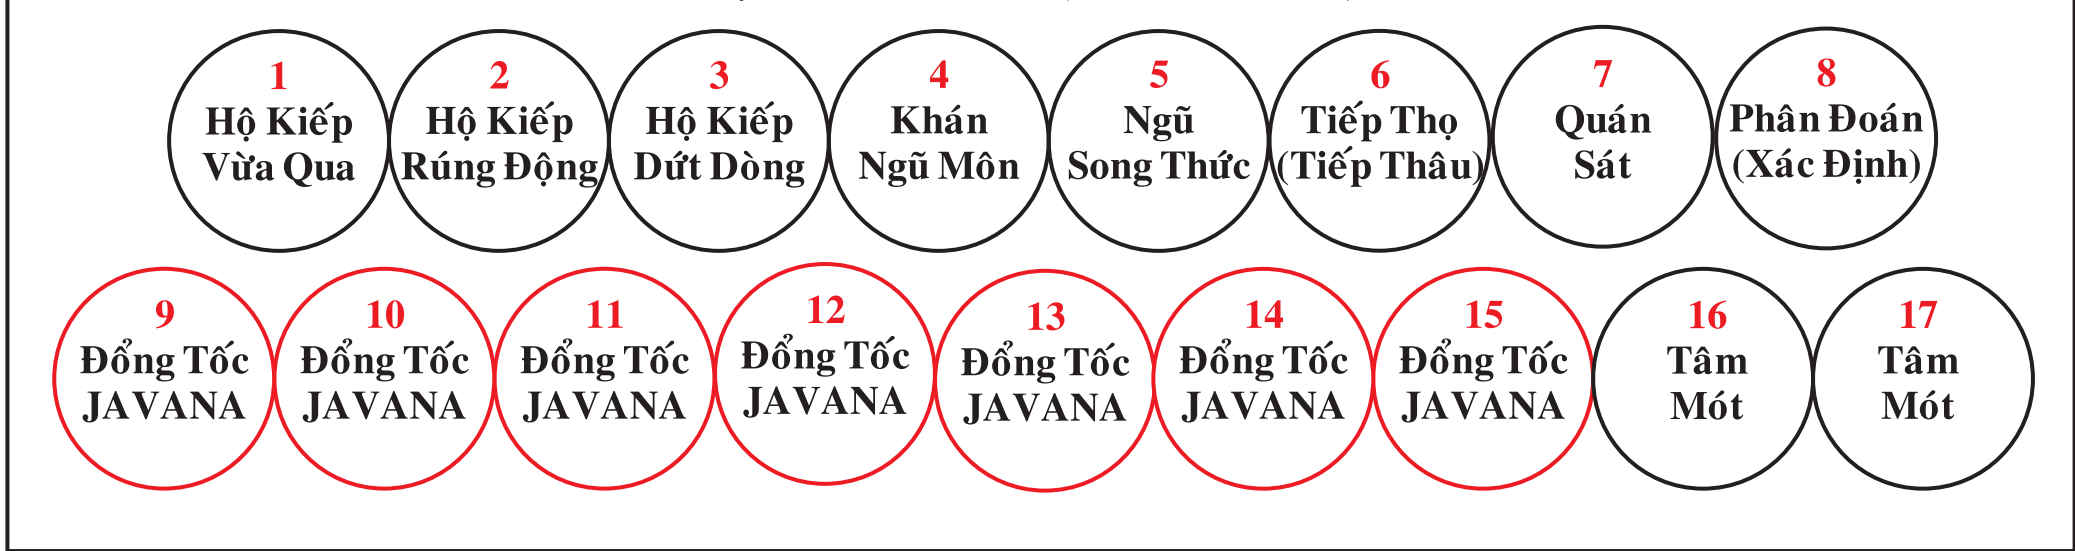 1
Hộ Kiếp
Vừa Qua
2
Hộ Kiếp
Rúng Động
3
Hộ Kiếp
Dứt Dòng
4
Khán
Ngũ Môn
5
Ngũ
Song Thức
6
Tiếp Thọ
(Tiếp Thâu)
7
Quán
Sát
8
Phân Đoán
(Xác Định)
9
Đổng Tốc
JAVANA
10
Đổng Tốc
JAVANA
11
Đổng Tốc
JAVANA
12
Đổng Tốc
JAVANA
13
Đổng Tốc
JAVANA
14
Đổng Tốc
JAVANA
15
Đổng Tốc
JAVANA
16
Tâm
Mót
17
Tâm
Mót